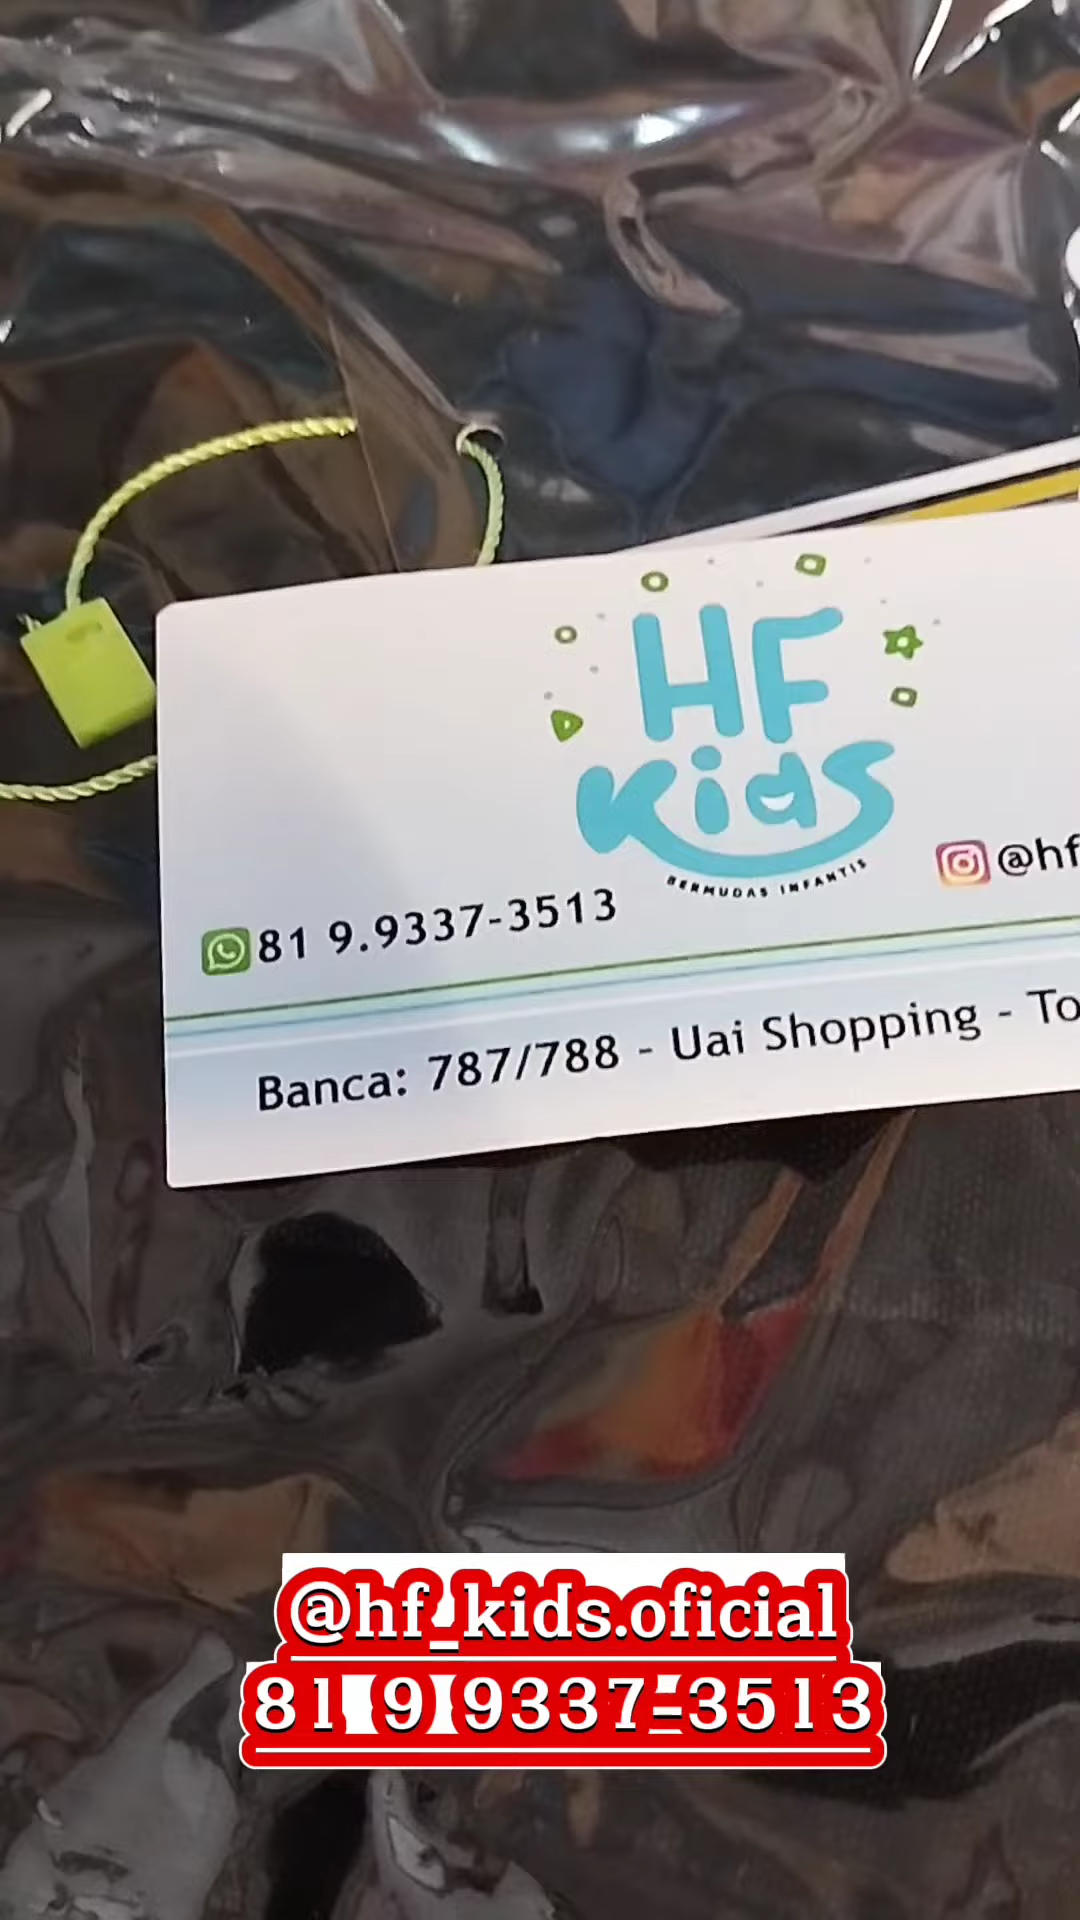 HF
Kids
BERMUDAS INFANTIS
@hf
81 9.9337-3513
Banca: 787/788 - Uai Shopping - To
@hf_kids.oficial
81 9 9337-3513